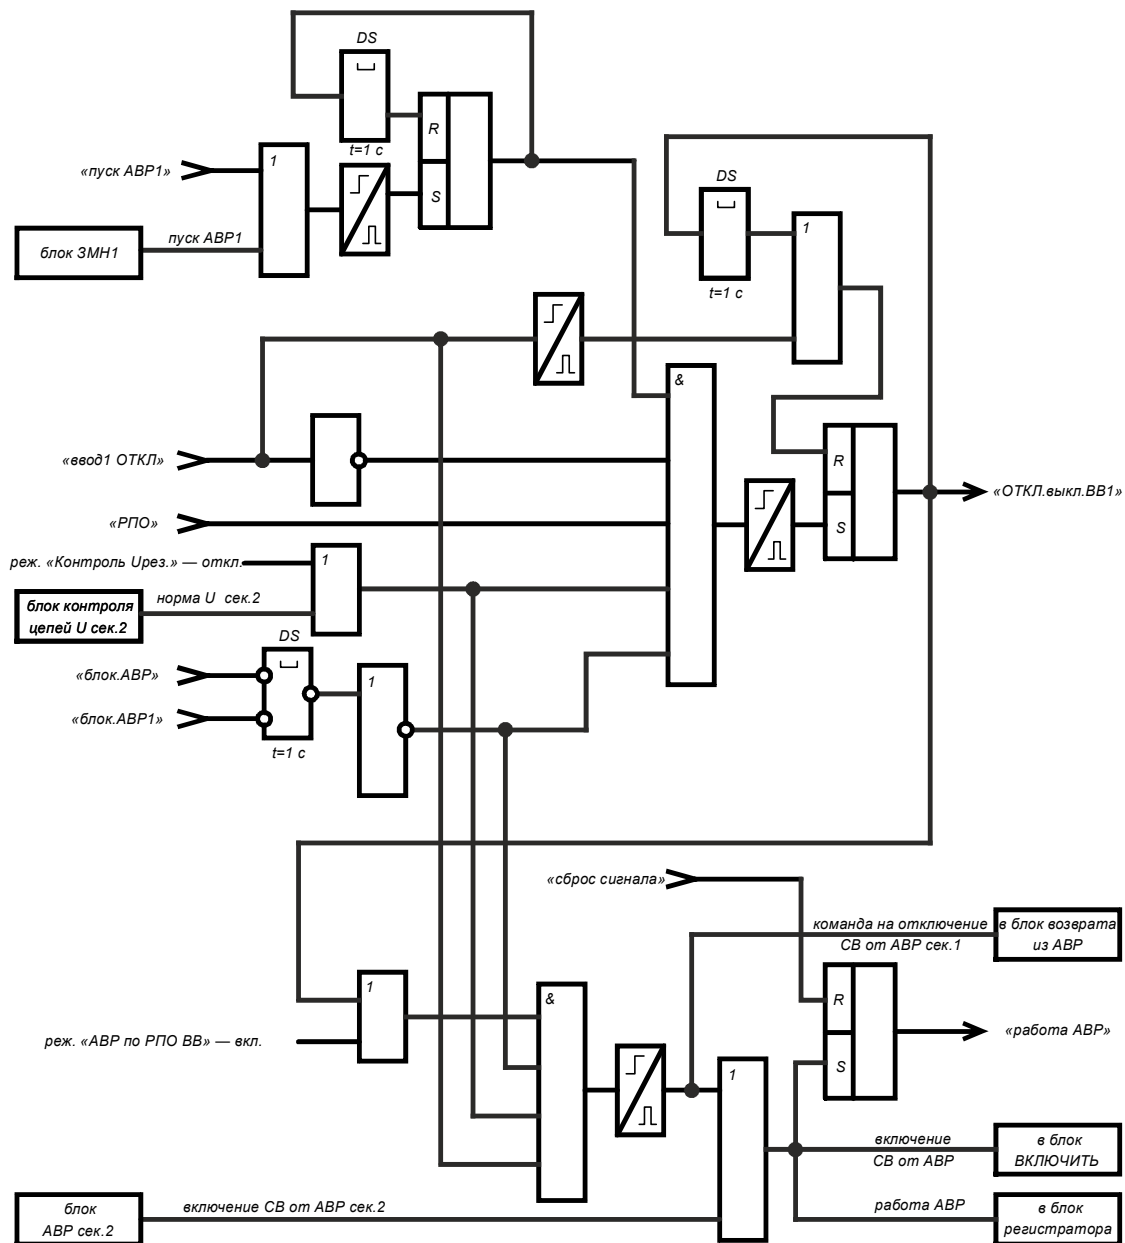 DS
t=1 с
R
S
«пуск АВР1»
1
пуск АВР1
блок ЗМН1
DS
t=1 с
1
&
«ввод1 ОТКЛ»
R
S
«ОТКЛ.выкл.ВВ1»
«РПО»
реж. «Контроль Uрез.» — откл.
1
блок контроля
цепей U сек.2
норма U сек.2
DS
«блок.АВР»
«блок.АВР1»
t=1 с
1
«сброс сигнала»
команда на отключение
СВ от АВР сек.1
в блок возврата
из АВР
1
&
R
S
«работа АВР»
реж. «АВР по РПО ВВ» — вкл.
1
включение
СВ от АВР
в блок
ВКЛЮЧИТЬ
блок
АВР сек.2
включение СВ от АВР сек.2
работа АВР
в блок
регистратора